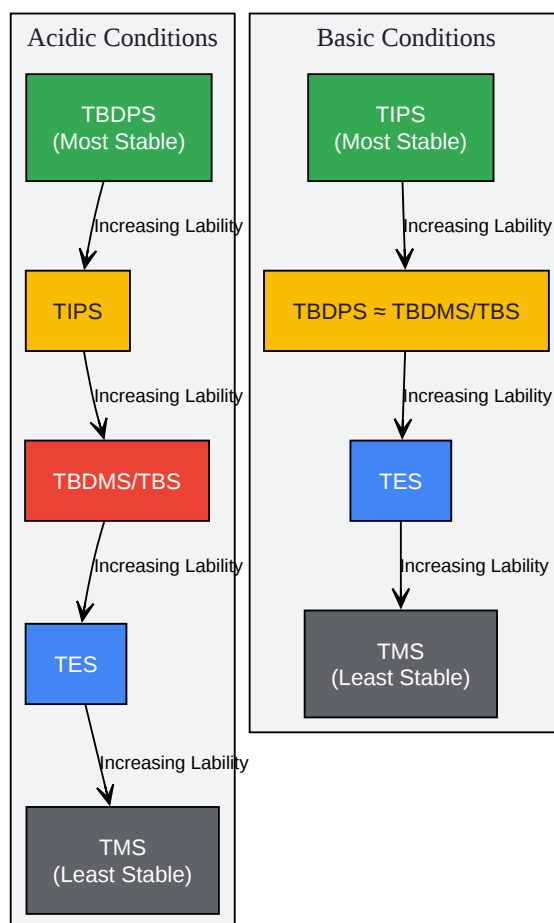 Acidic Conditions
TBDPS
(Most Stable)
Increasing Lability
TIPS
Increasing Lability
TBDMS/TBS
Increasing Lability
TES
Increasing Lability
TMS
(Least Stable)
Basic Conditions
TIPS
(Most Stable)
Increasing Lability
TBDPS ≈ TBDMS/TBS
Increasing Lability
TES
Increasing Lability
TMS
(Least Stable)